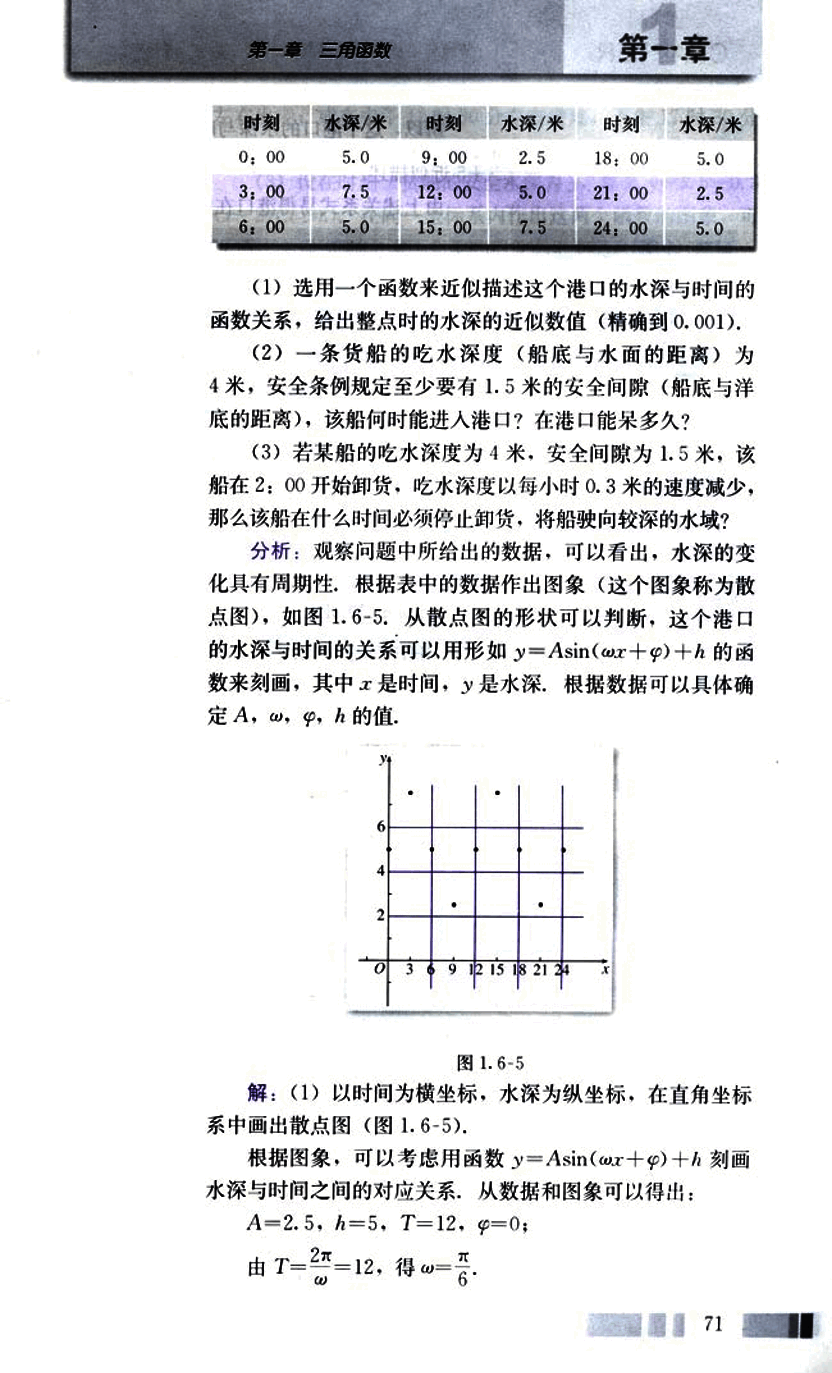 第一章 三角函数
第一章
时刻 水深/米 时刻 水深/米 时刻 水深/米
0：00 5.0 9：00 2.5 18：00 5.0
3：00 7.5 12：00 5.0 21：00 2.5
6：00 5.0 15：00 7.5 24：00 5.0
（1）选用一个函数来近似描述这个港口的水深与时间的
函数关系，给出整点时的水深的近似数值（精确到0.001）.
（2）一条货船的吃水深度（船底与水面的距离）为
4米，安全条例规定至少要有1.5米的安全间隙（船底与洋
底的距离），该船何时能进入港口？在港口能呆多久？
（3）若某船的吃水深度为4米，安全间隙为1.5米，该
船在2：00开始卸货，吃水深度以每小时0.3米的速度减少，
那么该船在什么时间必须停止卸货，将船驶向较深的水域？
分析：观察问题中所给出的数据，可以看出，水深的变
化具有周期性. 根据表中的数据作出图象（这个图象称为散
点图），如图1.6-5. 从散点图的形状可以判断，这个港口
的水深与时间的关系可以用形如 y=Asin(ωx+φ)+h 的函
数来刻画，其中 x 是时间，y 是水深. 根据数据可以具体确
定 A，ω，φ，h 的值.
y
6
4
2
O 3 6 9 12 15 18 21 24 x
图 1.6-5
解：（1）以时间为横坐标，水深为纵坐标，在直角坐标
系中画出散点图（图1.6-5）.
根据图象，可以考虑用函数 y=Asin(ωx+φ)+h 刻画
水深与时间之间的对应关系. 从数据和图象可以得出：
A=2.5，h=5，T=12，φ=0；
由 T=2π/ω=12，得 ω=π/6.
71